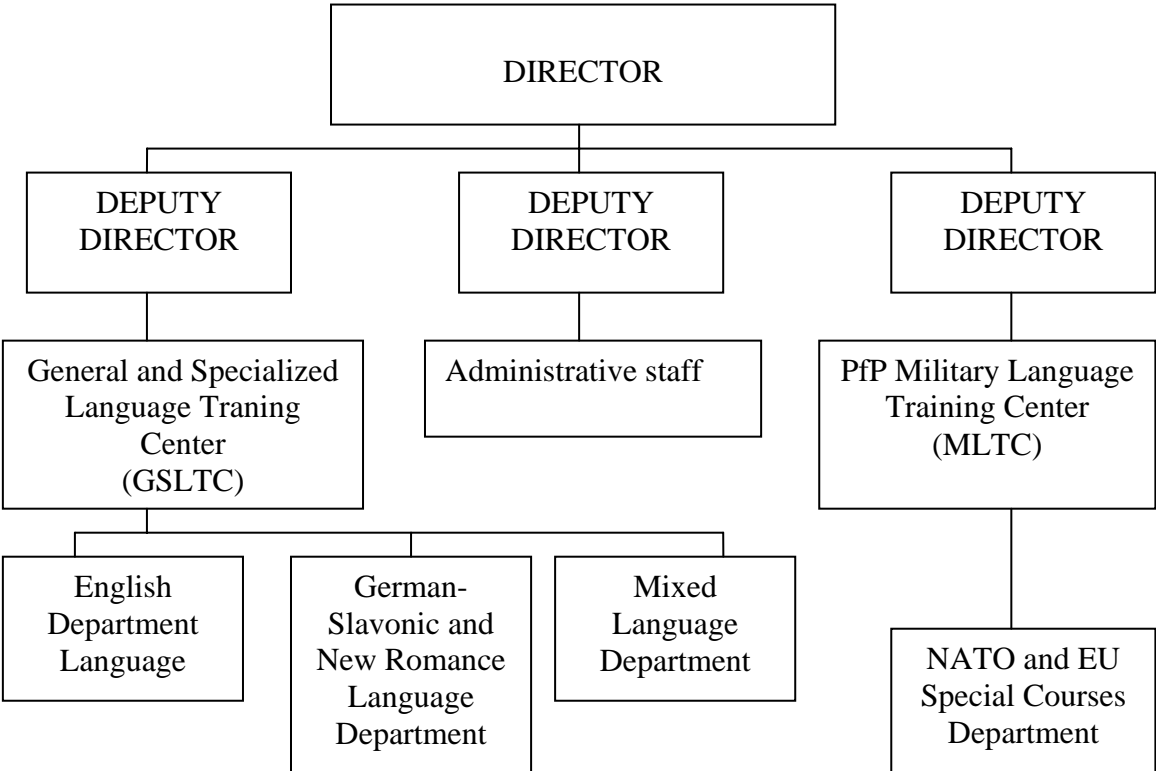 DIRECTOR
DEPUTY
DIRECTOR
DEPUTY
DIRECTOR
DEPUTY
DIRECTOR
General and Specialized
Language Traning
Center
(GSLTC)
Administrative staff
PfP Military Language
Training Center
(MLTC)
English
Department
Language
German-
Slavonic and
New Romance
Language
Department
Mixed
Language
Department
NATO and EU
Special Courses
Department